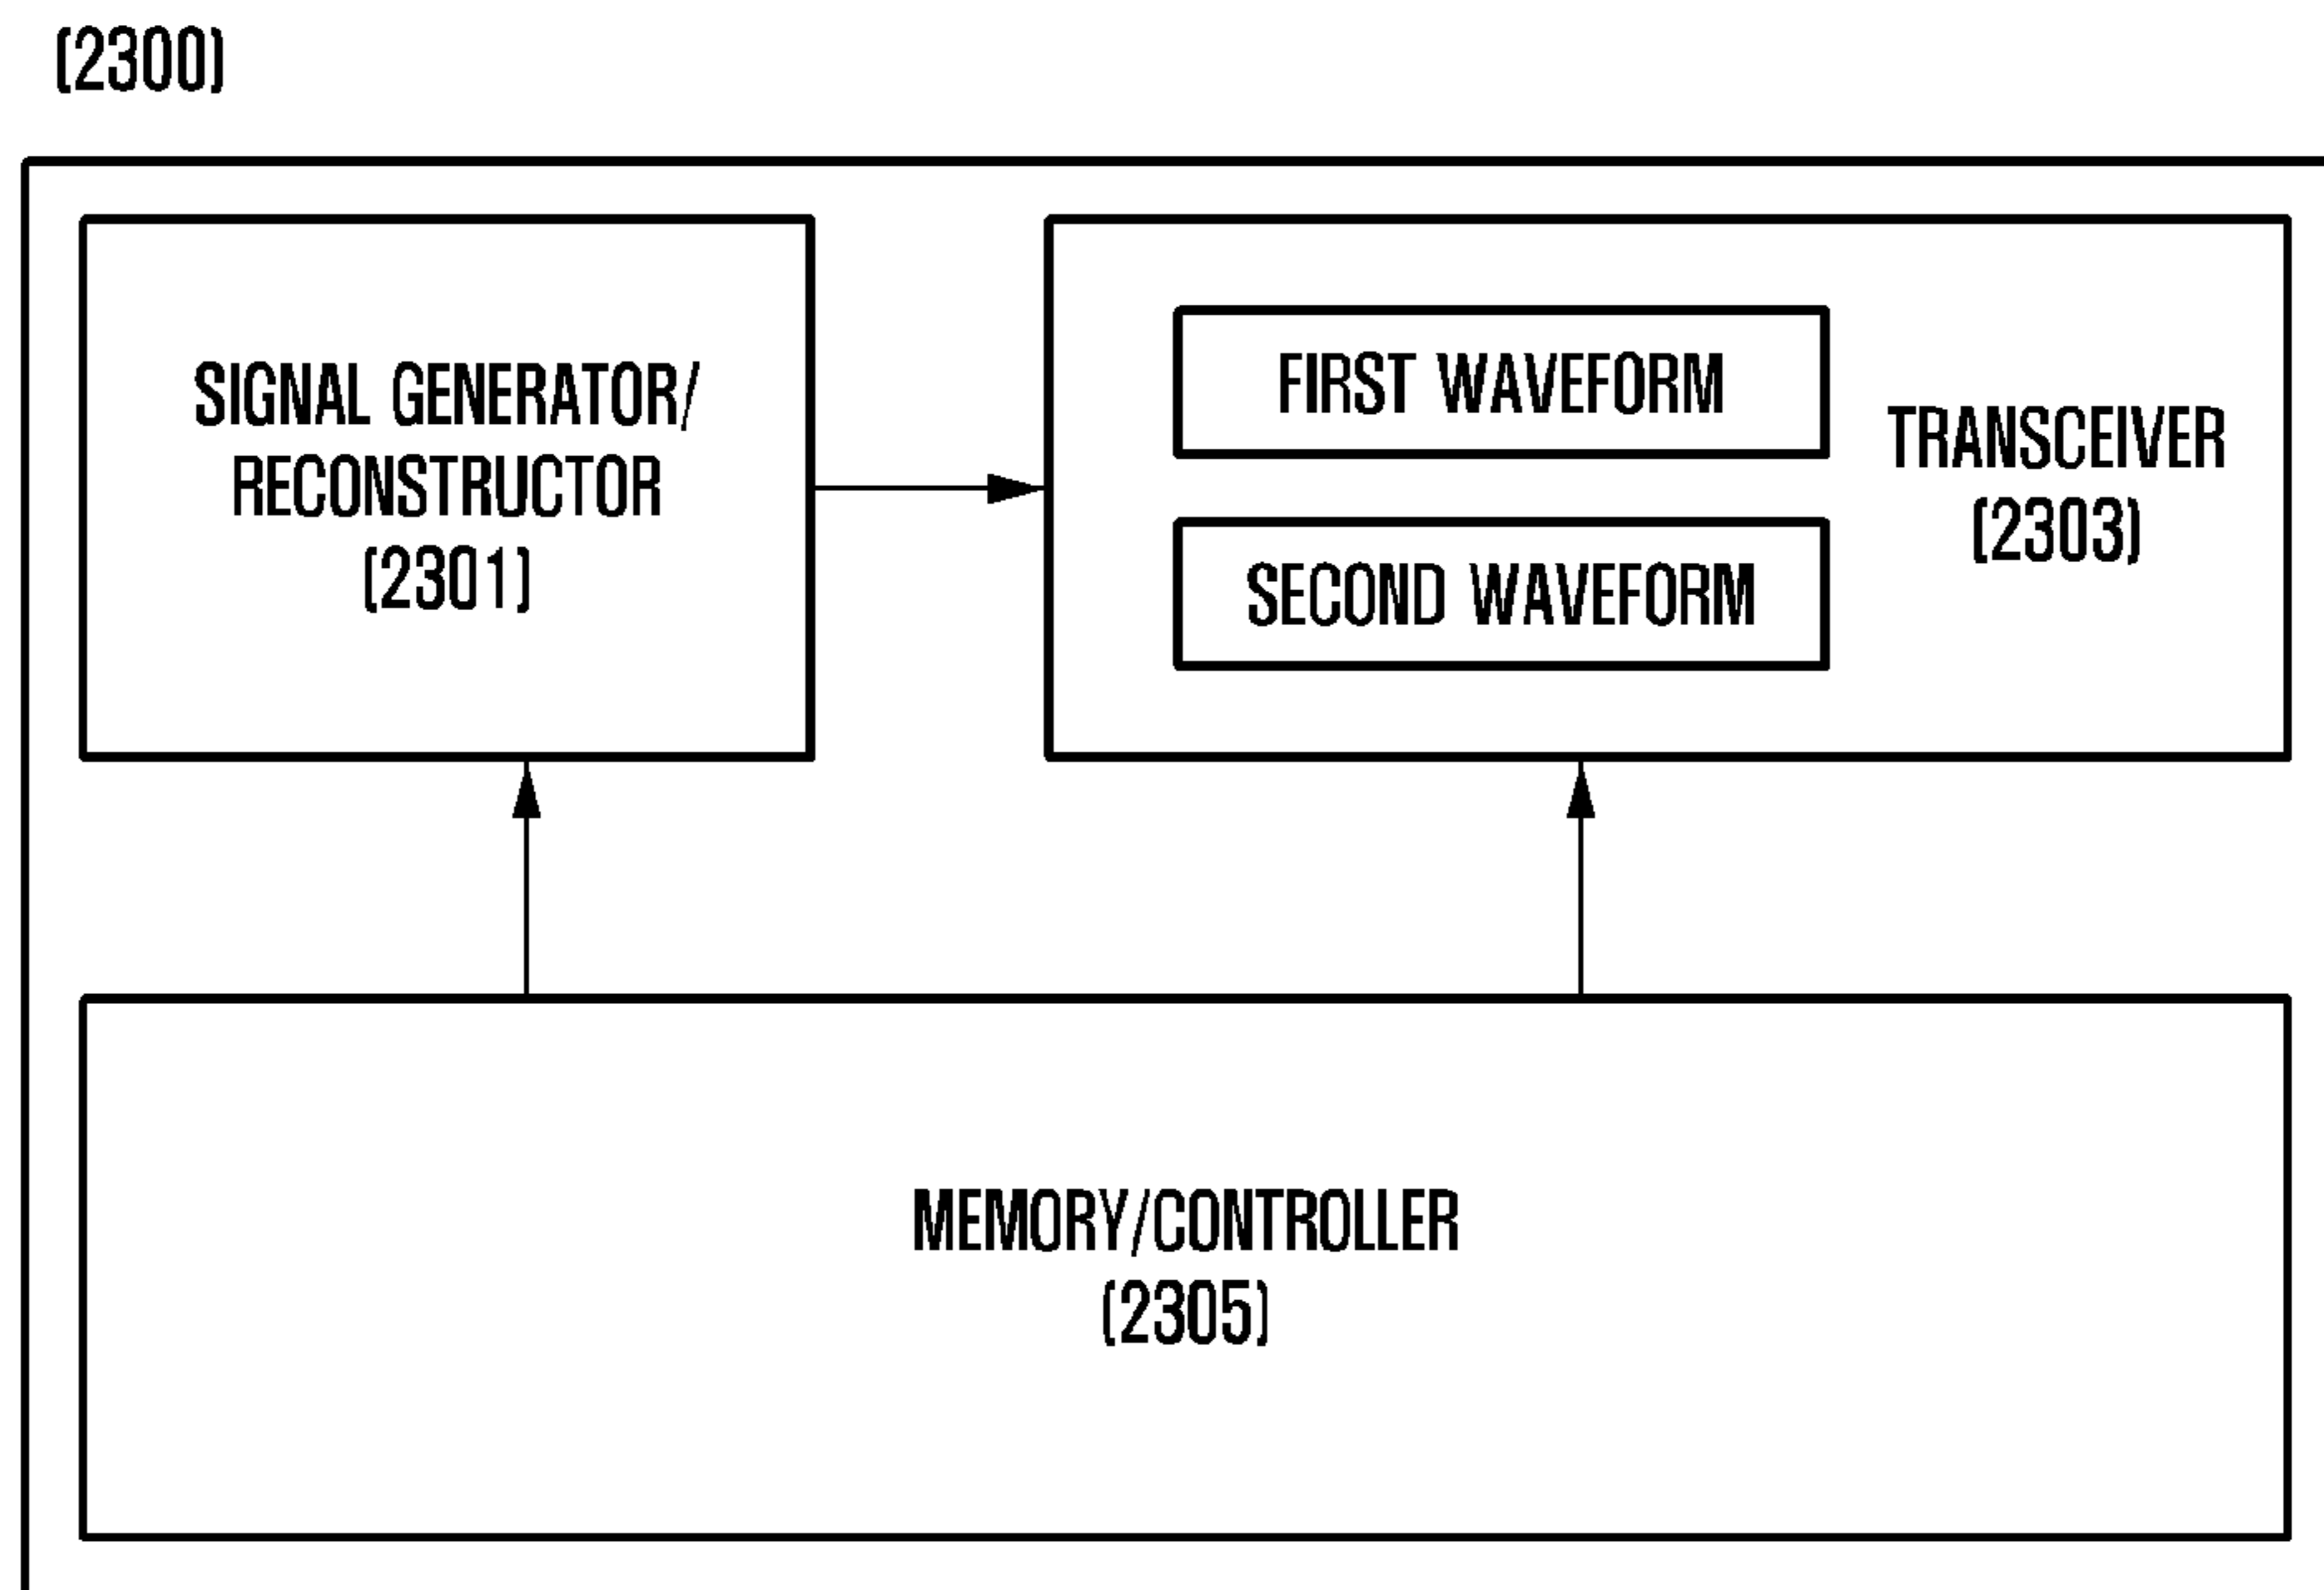 (2300)
SIGNAL GENERATOR/
RECONSTRUCTOR
(2301)
FIRST WAVEFORM
SECOND WAVEFORM
TRANSCEIVER
(2303)
MEMORY/CONTROLLER
(2305)